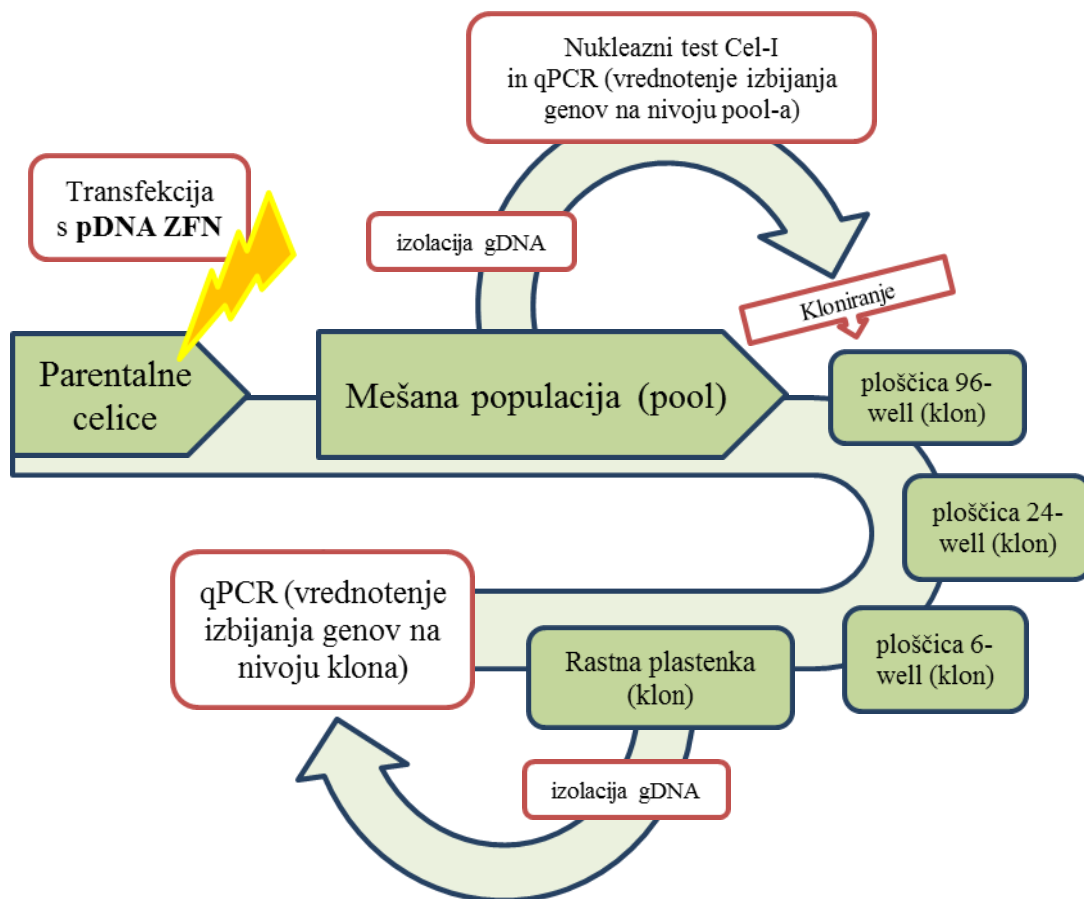 Nukleazni test Cel-I
in qPCR (vrednotenje izbijanja
genov na nivoju pool-a)
Transfekcija
s pDNA ZFN
izolacija gDNA
Kloniranje
Parentalne
celice
Mešana populacija (pool)
ploščica 96-
well (klon)
ploščica 24-
well (klon)
ploščica 6-
well (klon)
Rastna plastenka
(klon)
izolacija gDNA
qPCR (vrednotenje
izbijanja genov na
nivoju klona)